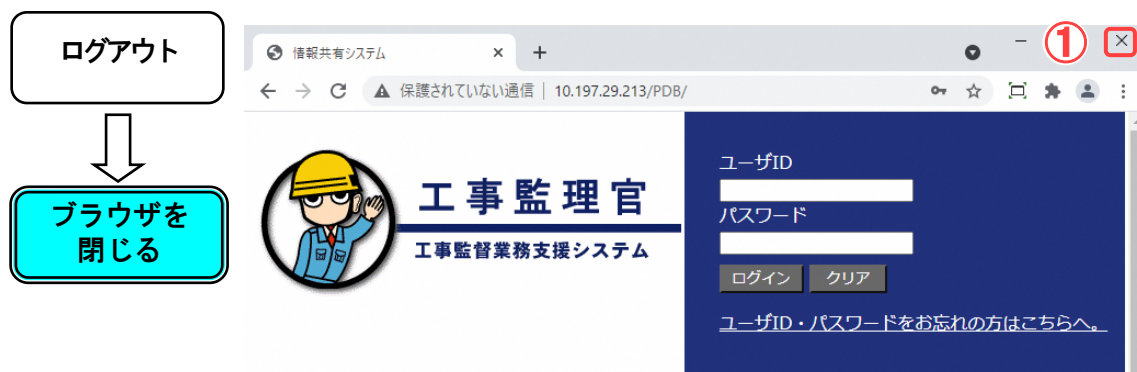 ログアウト
ブラウザを
閉じる
情報共有システム
①
保護されていない通信 | 10.197.29.213/PDB/
工事監理官
工事監督業務支援システム
ユーザID
パスワード
ログイン クリア
ユーザID・パスワードをお忘れの方はこちらへ。